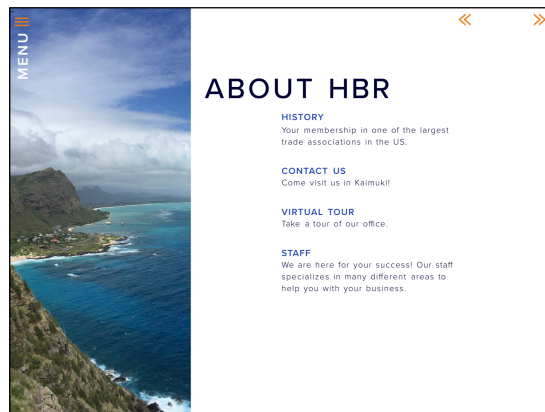 MENU
ABOUT HBR
HISTORY
Your membership in one of the largest
trade associations in the US.
CONTACT US
Come visit us in Kaimuki!
VIRTUAL TOUR
Take a tour of our office.
STAFF
We are here for your success! Our staff
specializes in many different areas to
help you with your business.